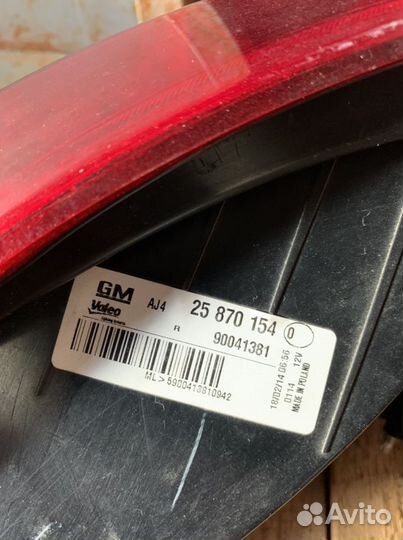 GM
AJ4
25 870 154
0
Valeo
R
90041381
ML > 5900413810942
18/02/14 06:56
0114 12V
MADE IN POLAND
Avito